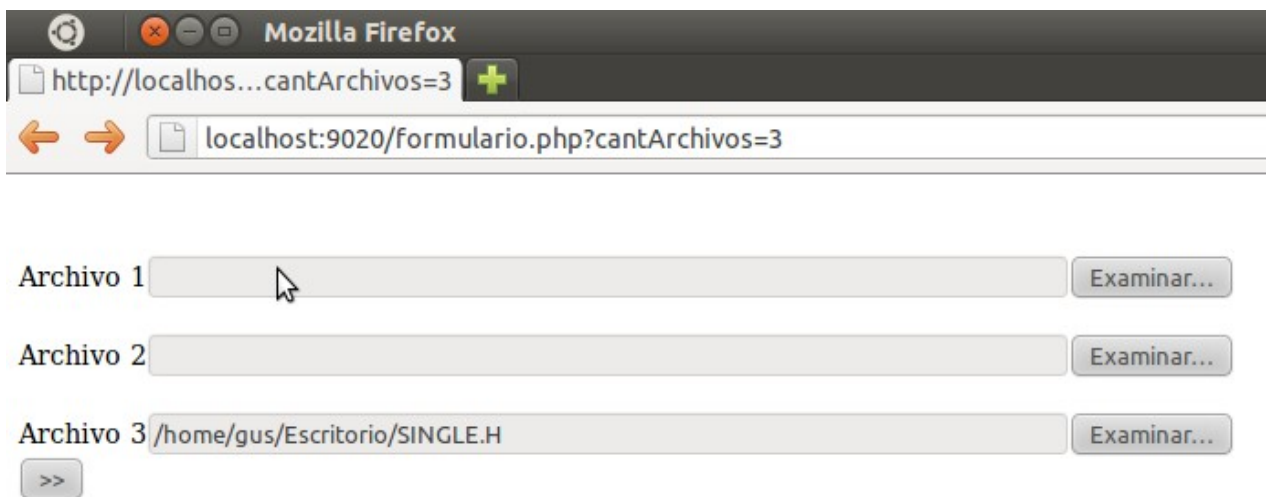 Mozilla Firefox
http://localhos...cantArchivos=3
localhost:9020/formulario.php?cantArchivos=3
Archivo 1 Examinar...
Archivo 2 Examinar...
Archivo 3 /home/gus/Escritorio/SINGLE.H Examinar...
>>